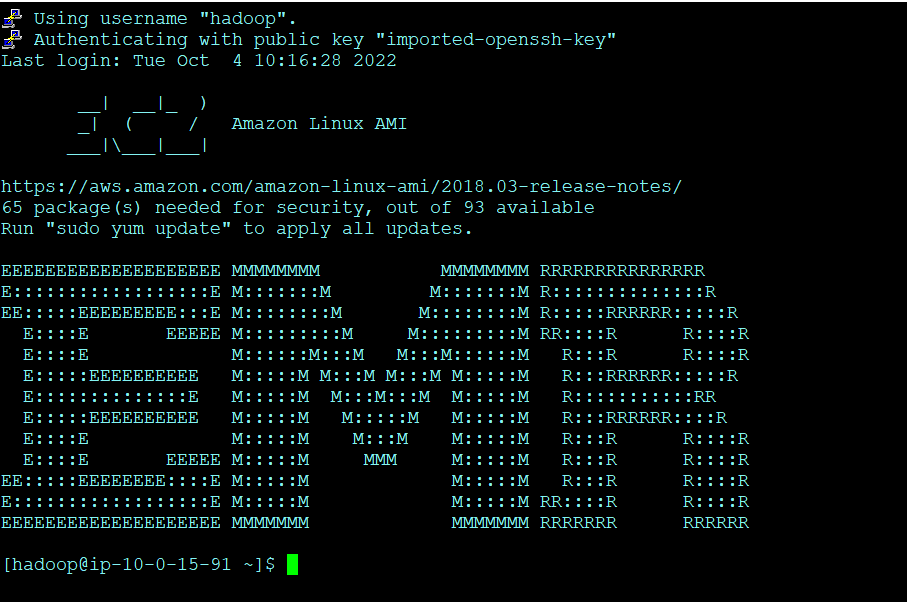 Using username "hadoop".
Authenticating with public key "imported-openssh-key"
Last login: Tue Oct  4 10:16:28 2022

       __|  __|_  )
       _|  (     /   Amazon Linux AMI
      ___|\___|___|

https://aws.amazon.com/amazon-linux-ami/2018.03-release-notes/
65 package(s) needed for security, out of 93 available
Run "sudo yum update" to apply all updates.

EEEEEEEEEEEEEEEEEEEE MMMMMMMM           MMMMMMMM RRRRRRRRRRRRRRR
E::::::::::::::::::E M:::::::M         M:::::::M R::::::::::::::R
EE:::::EEEEEEEEE:::E M::::::::M       M::::::::M R:::::RRRRRR:::::R
  E::::E       EEEEE M:::::::::M     M:::::::::M RR::::R      R::::R
  E::::E             M::::::M:::M   M:::M::::::M   R:::R      R::::R
  E:::::EEEEEEEEEE   M:::::M M:::M M:::M M:::::M   R:::RRRRRR:::::R
  E::::::::::::::E   M:::::M  M:::M:::M  M:::::M   R:::::::::::RR
  E:::::EEEEEEEEEE   M:::::M   M:::::M   M:::::M   R:::RRRRRR::::R
  E::::E             M:::::M    M:::M    M:::::M   R:::R      R::::R
  E::::E       EEEEE M:::::M     MMM     M:::::M   R:::R      R::::R
EE:::::EEEEEEEE::::E M:::::M             M:::::M   R:::R      R::::R
E::::::::::::::::::E M:::::M             M:::::M RR::::R      R::::R
EEEEEEEEEEEEEEEEEEEE MMMMMMM             MMMMMMM RRRRRRR      RRRRRR

[hadoop@ip-10-0-15-91 ~]$